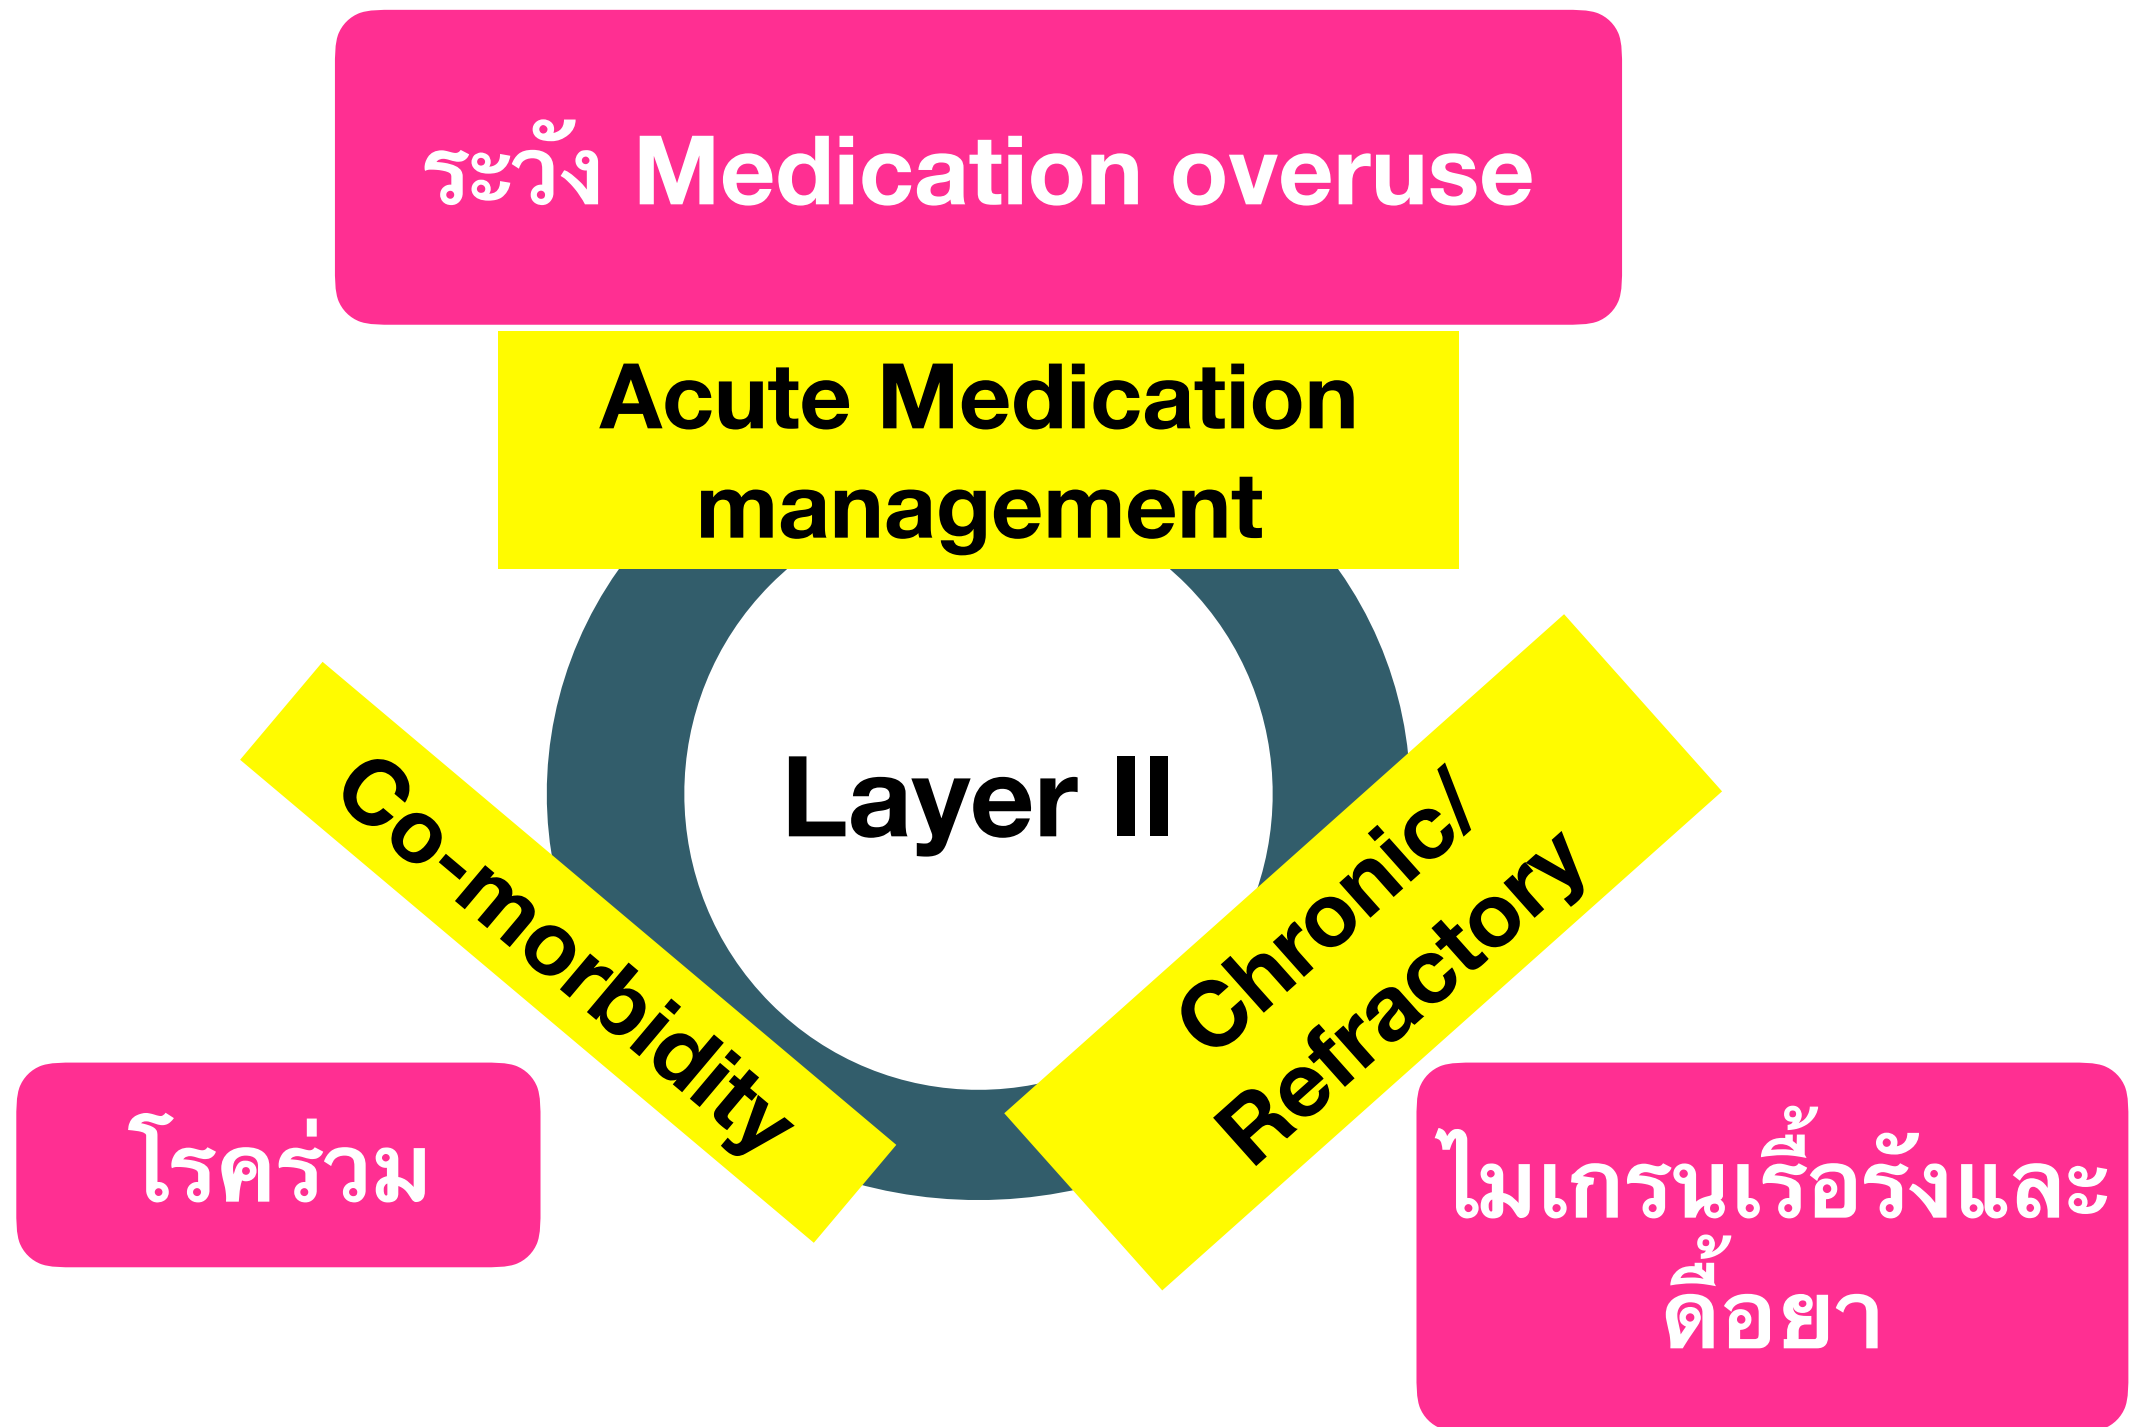 ระวัง Medication overuse
Acute Medication
management
Layer II
Co-morbidity
Chronic/
Refractory
โรคร่วม
ไมเกรนเรื้อรังและ
ดื้อยา